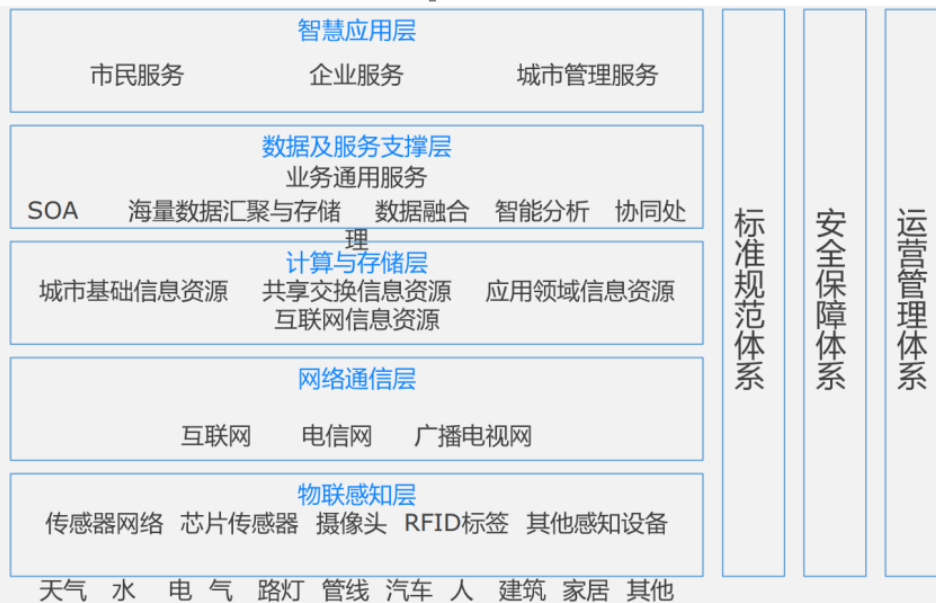 智慧应用层
市民服务 企业服务 城市管理服务
数据及服务支撑层
业务通用服务
SOA 海量数据汇聚与存储 数据融合 智能分析 协同处
理
计算与存储层
城市基础信息资源 共享交换信息资源 应用领域信息资源
互联网信息资源
网络通信层
互联网 电信网 广播电视网
物联感知层
传感器网络 芯片传感器 摄像头 RFID标签 其他感知设备
天气 水 电 气 路灯 管线 汽车 人 建筑 家居 其他
标准规范体系
安全保障体系
运营管理体系